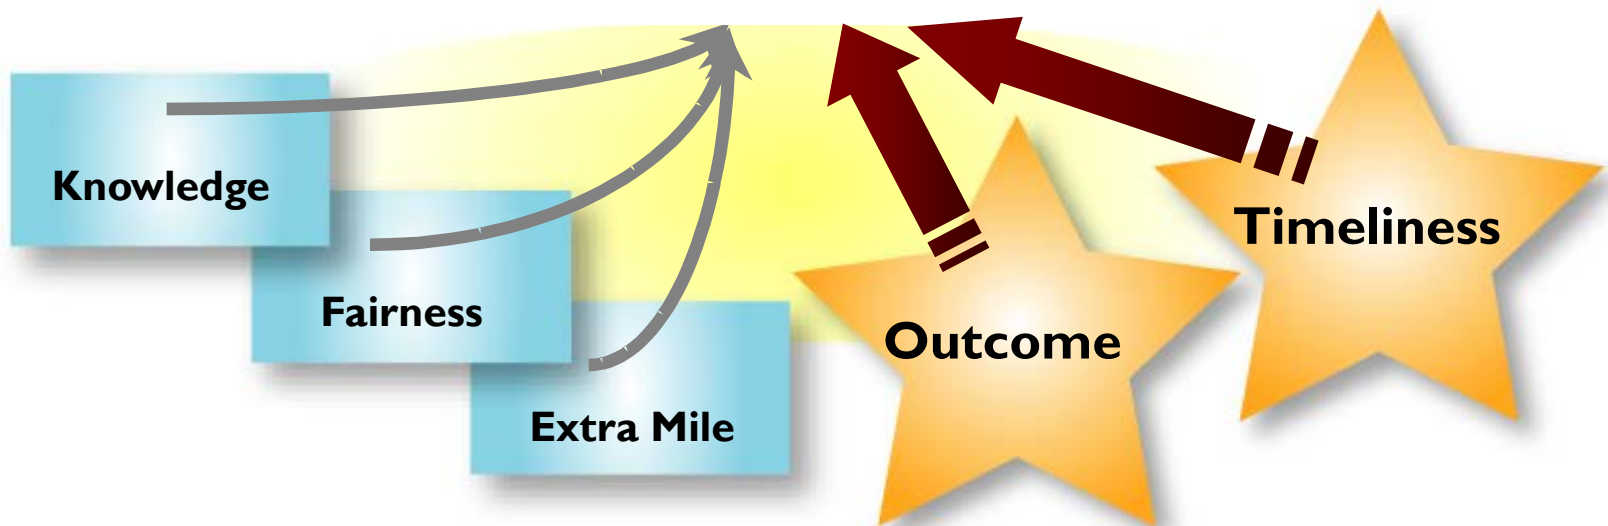 Knowledge
Fairness
Extra Mile
Outcome
Timeliness